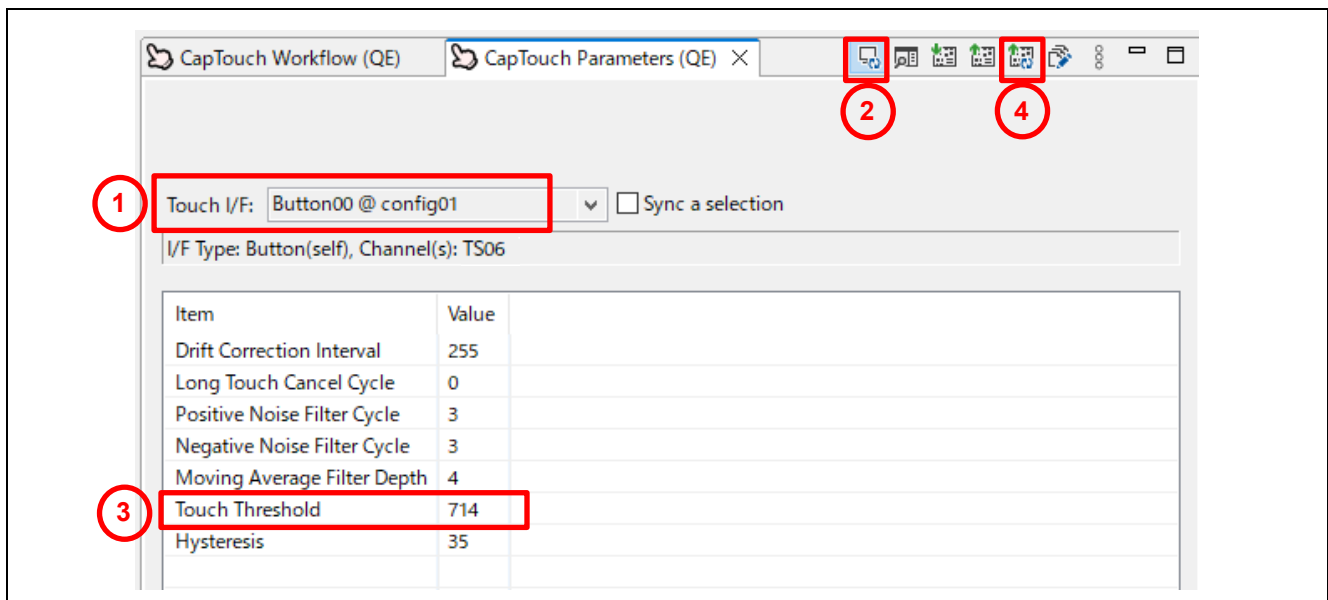 CapTouch Workflow (QE) CapTouch Parameters (QE)
2 4
1 Touch I/F: Button00 @ config01 Sync a selection
I/F Type: Button(self), Channel(s): TS06
Item Value
Drift Correction Interval 255
Long Touch Cancel Cycle 0
Positive Noise Filter Cycle 3
Negative Noise Filter Cycle 3
Moving Average Filter Depth 4
3 Touch Threshold 714
Hysteresis 35